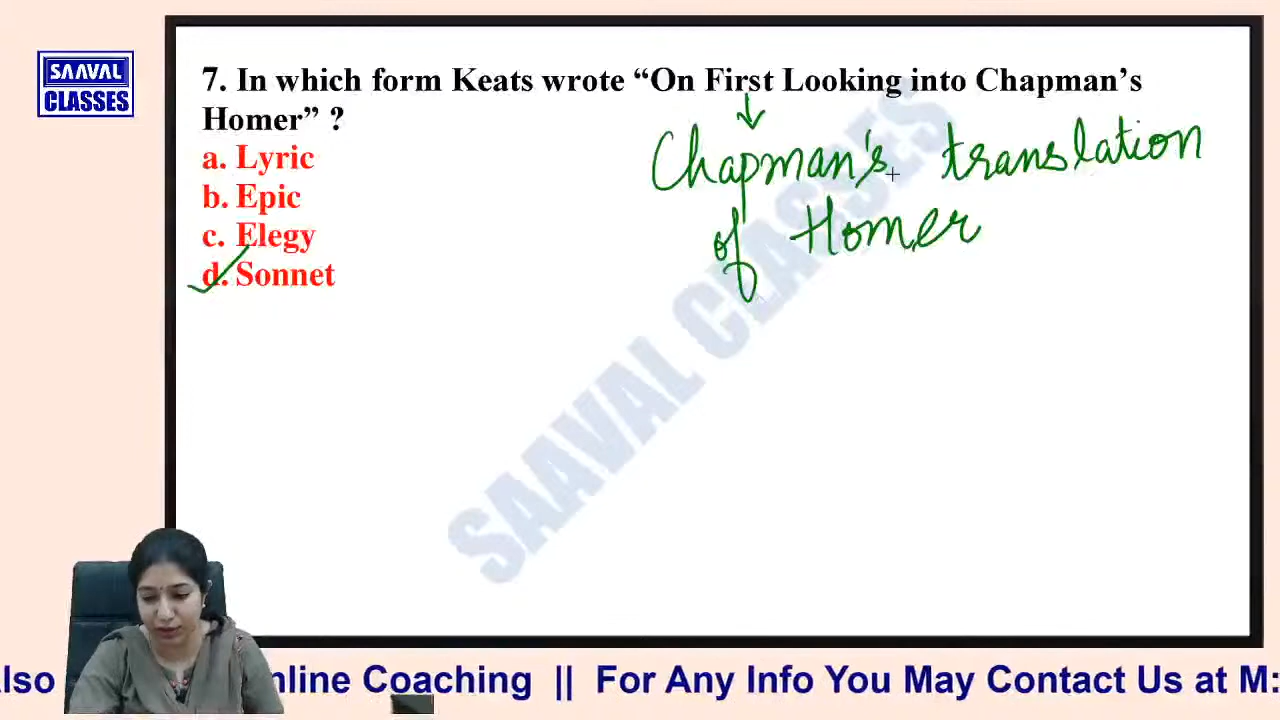 SAAVAL
CLASSES
7. In which form Keats wrote “On First Looking into Chapman’s
Homer” ?
a. Lyric
b. Epic
c. Elegy
d. Sonnet
Chapman's translation
of Homer
SAAVAL CLASSES
also nline Coaching || For Any Info You May Contact Us at M: